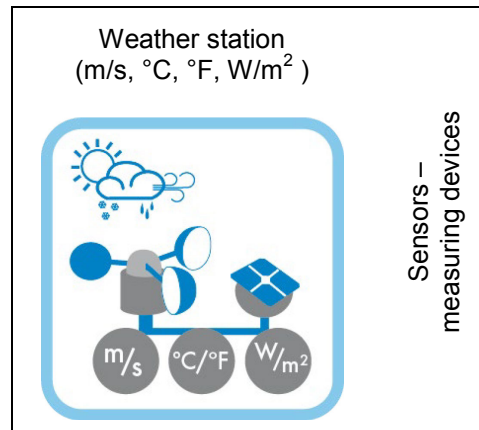 Weather station
(m/s, °C, °F, W/m² )
m/s
°C/°F
W/m²
Sensors –
measuring devices